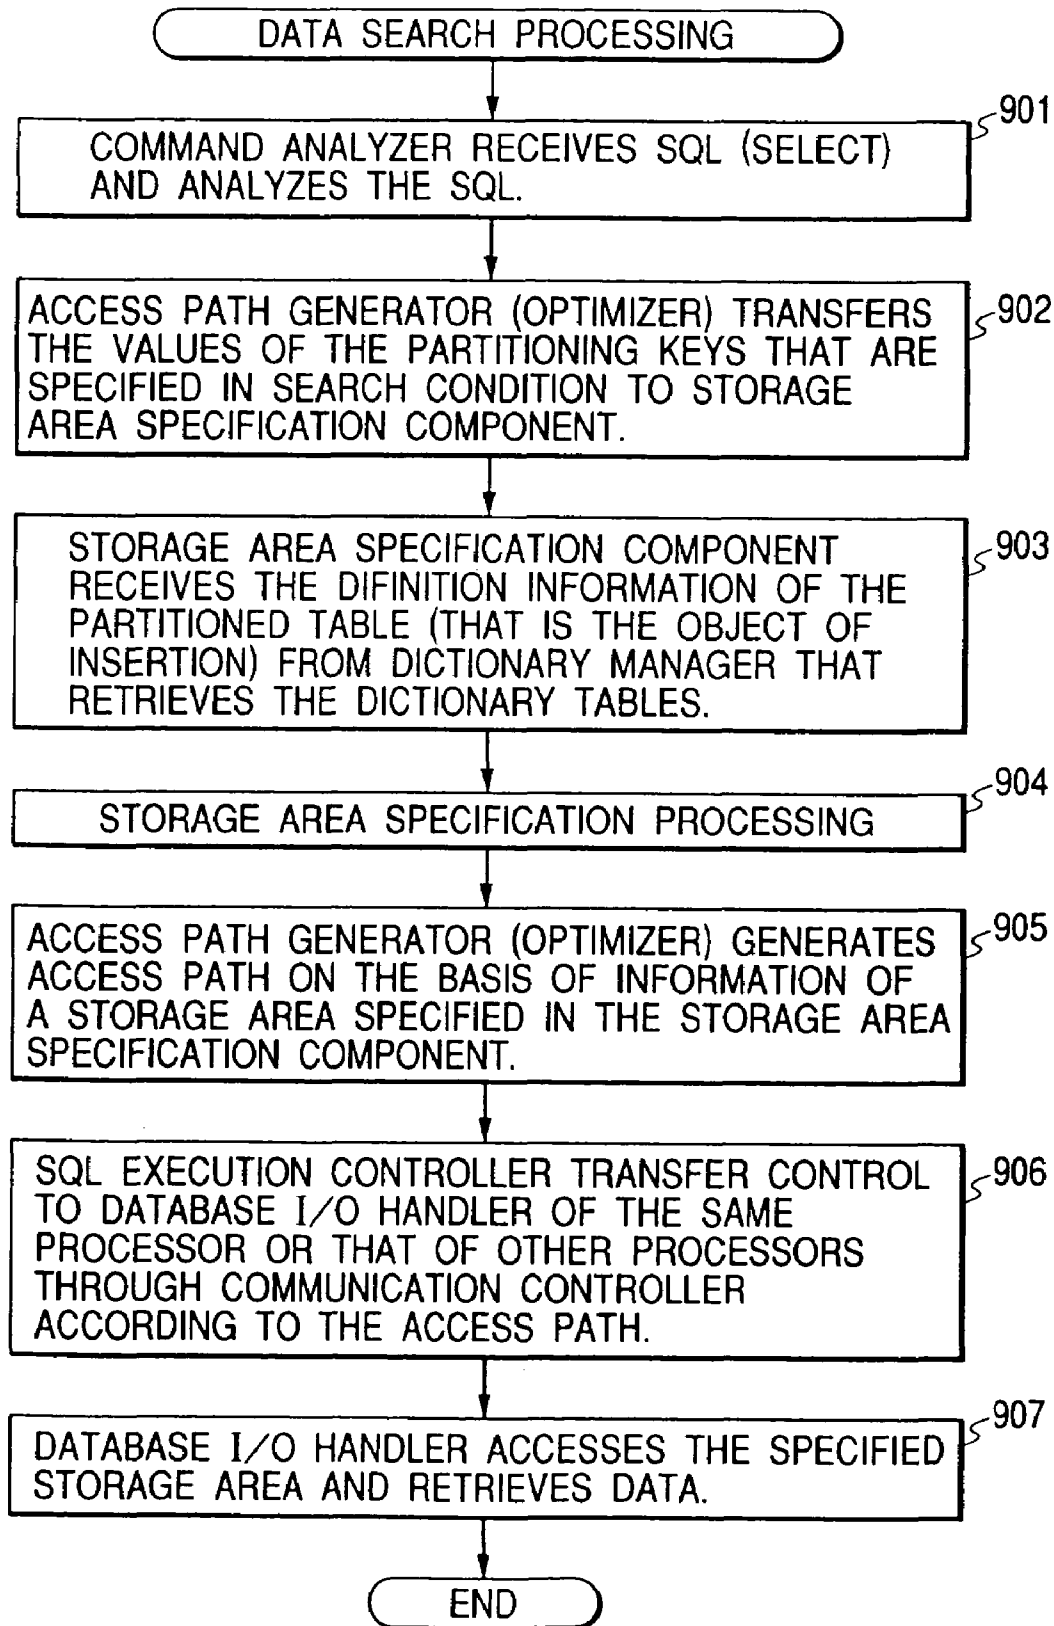 DATA SEARCH PROCESSING
901
COMMAND ANALYZER RECEIVES SQL (SELECT)
AND ANALYZES THE SQL.
902
ACCESS PATH GENERATOR (OPTIMIZER) TRANSFERS
THE VALUES OF THE PARTITIONING KEYS THAT ARE
SPECIFIED IN SEARCH CONDITION TO STORAGE
AREA SPECIFICATION COMPONENT.
903
STORAGE AREA SPECIFICATION COMPONENT
RECEIVES THE DIFINITION INFORMATION OF THE
PARTITIONED TABLE (THAT IS THE OBJECT OF
INSERTION) FROM DICTIONARY MANAGER THAT
RETRIEVES THE DICTIONARY TABLES.
904
STORAGE AREA SPECIFICATION PROCESSING
905
ACCESS PATH GENERATOR (OPTIMIZER) GENERATES
ACCESS PATH ON THE BASIS OF INFORMATION OF
A STORAGE AREA SPECIFIED IN THE STORAGE AREA
SPECIFICATION COMPONENT.
906
SQL EXECUTION CONTROLLER TRANSFER CONTROL
TO DATABASE I/O HANDLER OF THE SAME
PROCESSOR OR THAT OF OTHER PROCESSORS
THROUGH COMMUNICATION CONTROLLER
ACCORDING TO THE ACCESS PATH.
907
DATABASE I/O HANDLER ACCESSES THE SPECIFIED
STORAGE AREA AND RETRIEVES DATA.
END